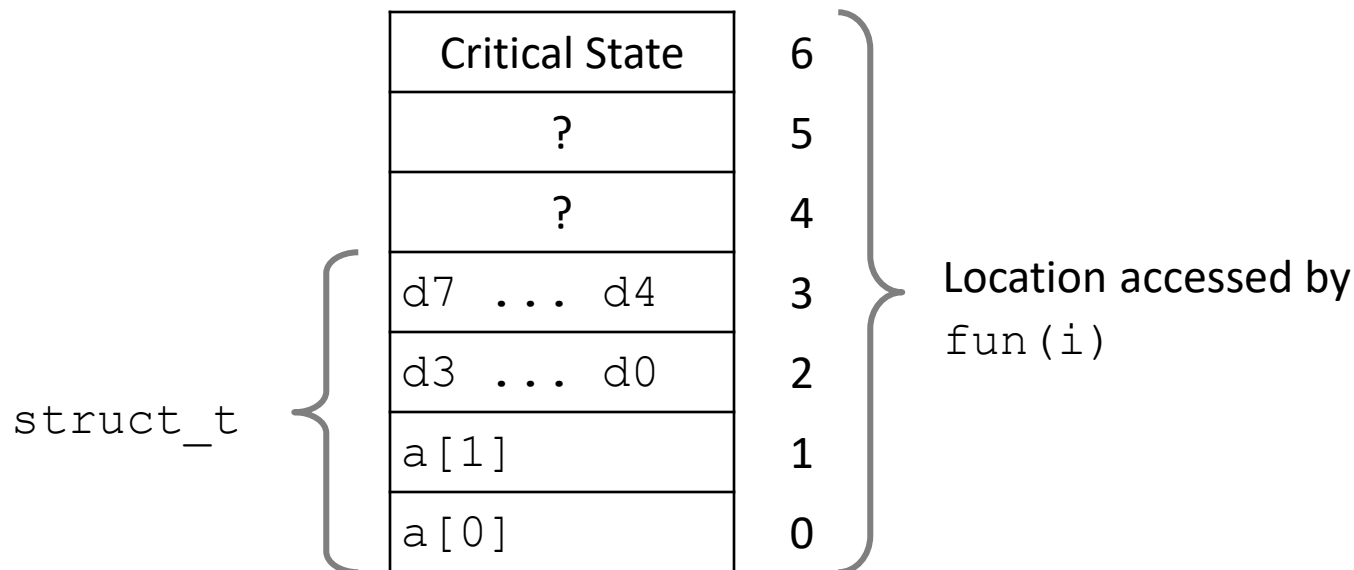 Critical State 6
? 5
? 4
d7 ... d4 3
d3 ... d0 2
a[1] 1
a[0] 0
struct_t
Location accessed by
fun(i)